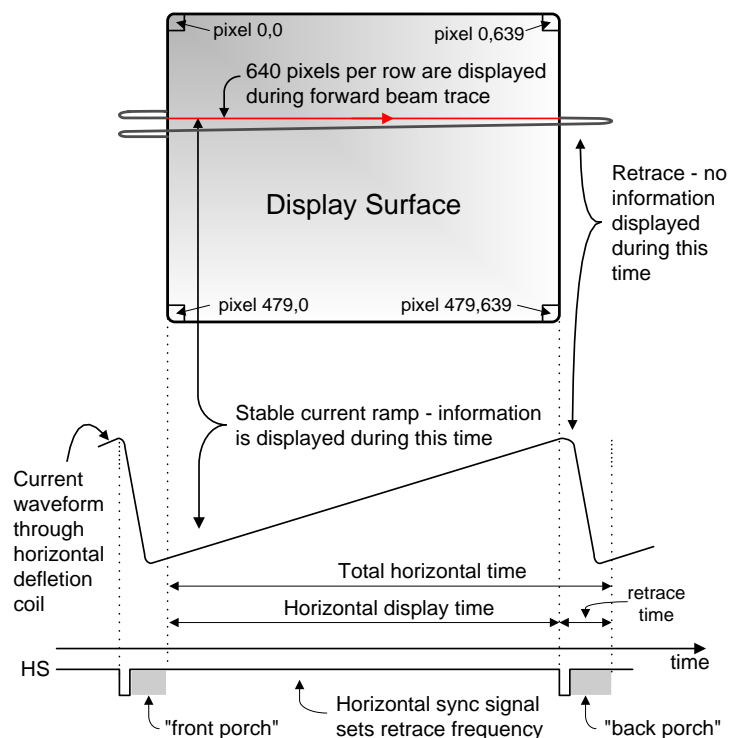 pixel 0,0
pixel 0,639
640 pixels per row are displayed
during forward beam trace
Retrace - no
information
displayed
during this
time
Display Surface
pixel 479,0
pixel 479,639
Stable current ramp - information
is displayed during this time
Current
waveform
through
horizontal
defletion
coil
Total horizontal time
Horizontal display time
retrace
time
time
HS
"front porch"
Horizontal sync signal
sets retrace frequency
"back porch"